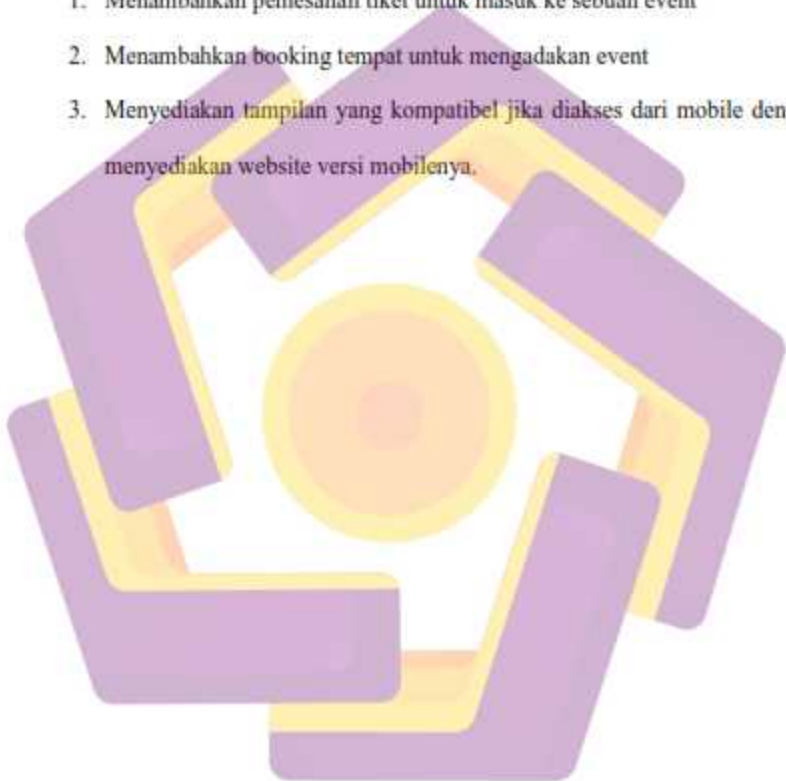 1. Menambahkan pemesanan tiket untuk masuk ke sebuah event
2. Menambahkan booking tempat untuk mengadakan event
3. Menyediakan tampilan yang kompatibel jika diakses dari mobile den
menyediakan website versi mobilenya.